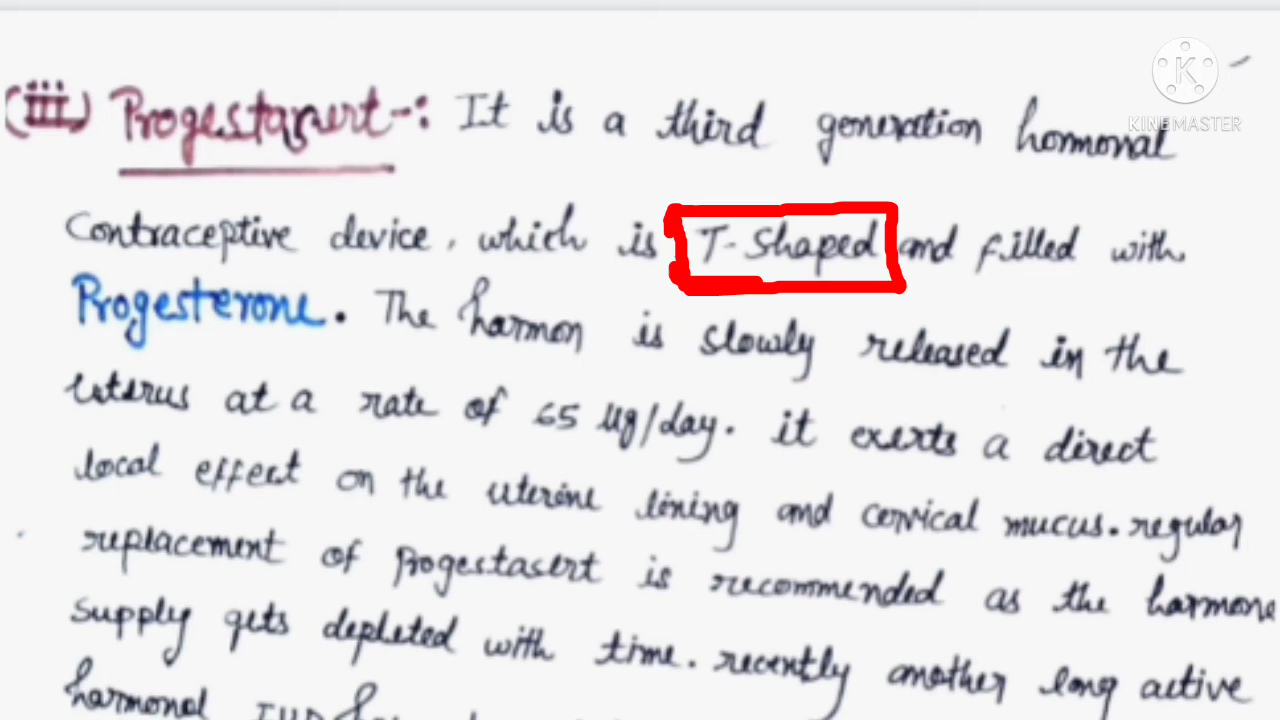 (iii) Progestasert-: It is a third generation hormonal
Contraceptive device, which is T-Shaped and filled with
Progesterone. The harmon is slowly released in the
uterus at a rate of 65 μg/day. it exerts a direct
local effect on the uterine lining and cervical mucus. regular
replacement of Progestasert is recommended as the harmone
supply gets depleted with time. recently another long active
harmonal IUD
KINEMASTER